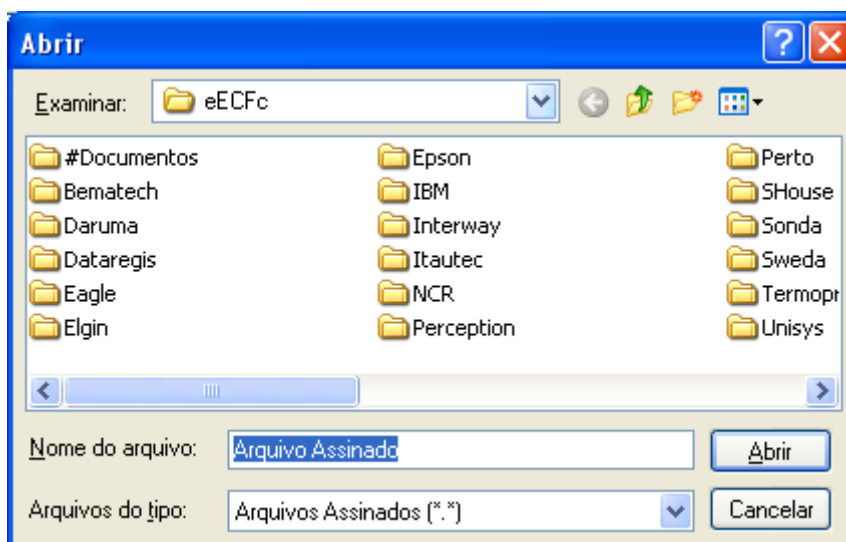 Abrir
Examinar: eECFc
#Documentos Epson Perto
Bematech IBM SHouse
Daruma Interway Sonda
Dataregis Itautec Sweda
Eagle NCR Termopr
Elgin Perception Unisys
Nome do arquivo: Arquivo Assinado Abrir
Arquivos do tipo: Arquivos Assinados (*.*) Cancelar